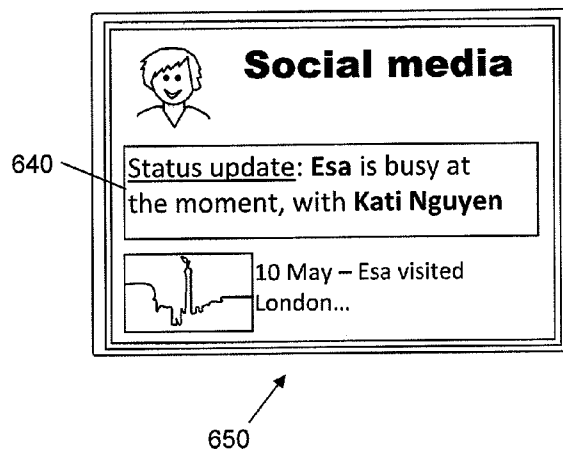 Social media
640
Status update: Esa is busy at
the moment, with Kati Nguyen
10 May – Esa visited
London...
650